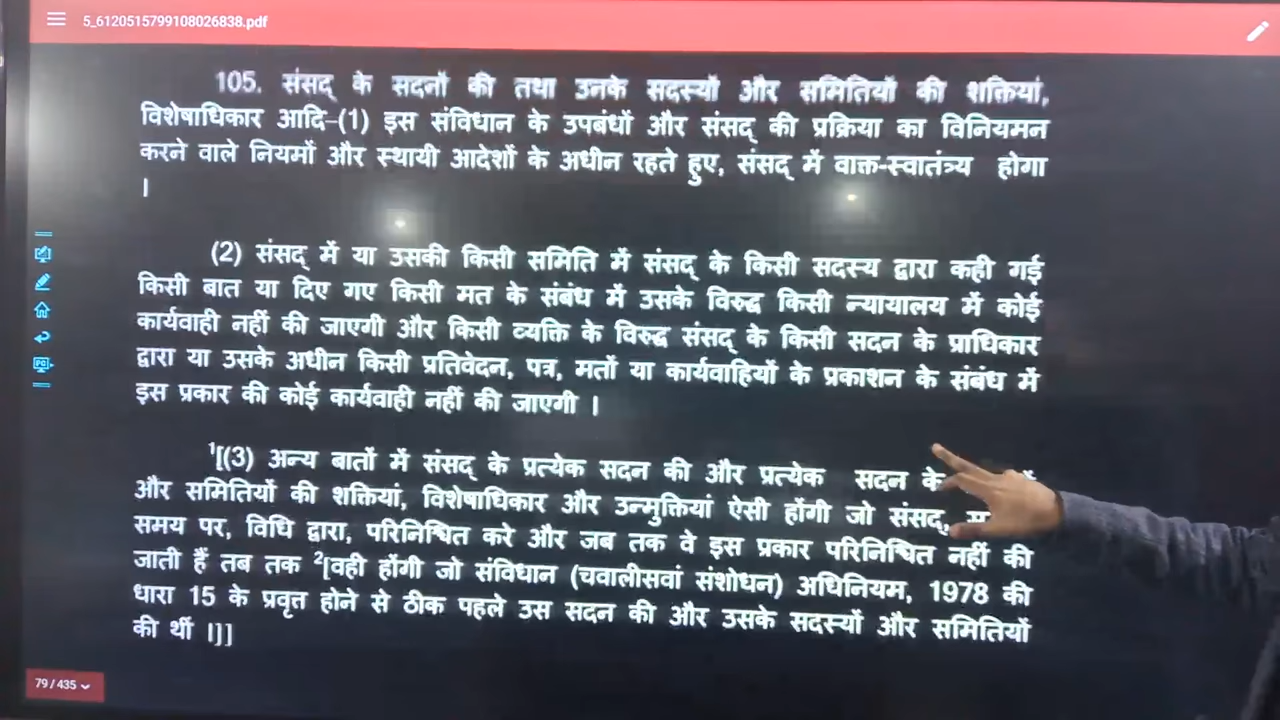 5_6120515799108026838.pdf
105. संसद् के सदनों की तथा उनके सदस्यों और समितियों की शक्तियां,
विशेषाधिकार आदि–(1) इस संविधान के उपबंधों और संसद् की प्रक्रिया का विनियमन
करने वाले नियमों और स्थायी आदेशों के अधीन रहते हुए, संसद् में वाक्-स्वातंत्र्य होगा
।
(2) संसद् में या उसकी किसी समिति में संसद् के किसी सदस्य द्वारा कही गई
किसी बात या दिए गए किसी मत के संबंध में उसके विरुद्ध किसी न्यायालय में कोई
कार्यवाही नहीं की जाएगी और किसी व्यक्ति के विरुद्ध संसद् के किसी सदन के प्राधिकार
द्वारा या उसके अधीन किसी प्रतिवेदन, पत्र, मतों या कार्यवाहियों के प्रकाशन के संबंध में
इस प्रकार की कोई कार्यवाही नहीं की जाएगी ।
¹[(3) अन्य बातों में संसद् के प्रत्येक सदन की और प्रत्येक सदन के
और समितियों की शक्तियां, विशेषाधिकार और उन्मुक्तियां ऐसी होंगी जो संसद्,
समय पर, विधि द्वारा, परिनिश्चित करे और जब तक वे इस प्रकार परिनिश्चित नहीं की
जाती हैं तब तक ²[वही होंगी जो संविधान (चवालीसवां संशोधन) अधिनियम, 1978 की
धारा 15 के प्रवृत्त होने से ठीक पहले उस सदन की और उसके सदस्यों और समितियों
की थीं ।]]
79 / 435